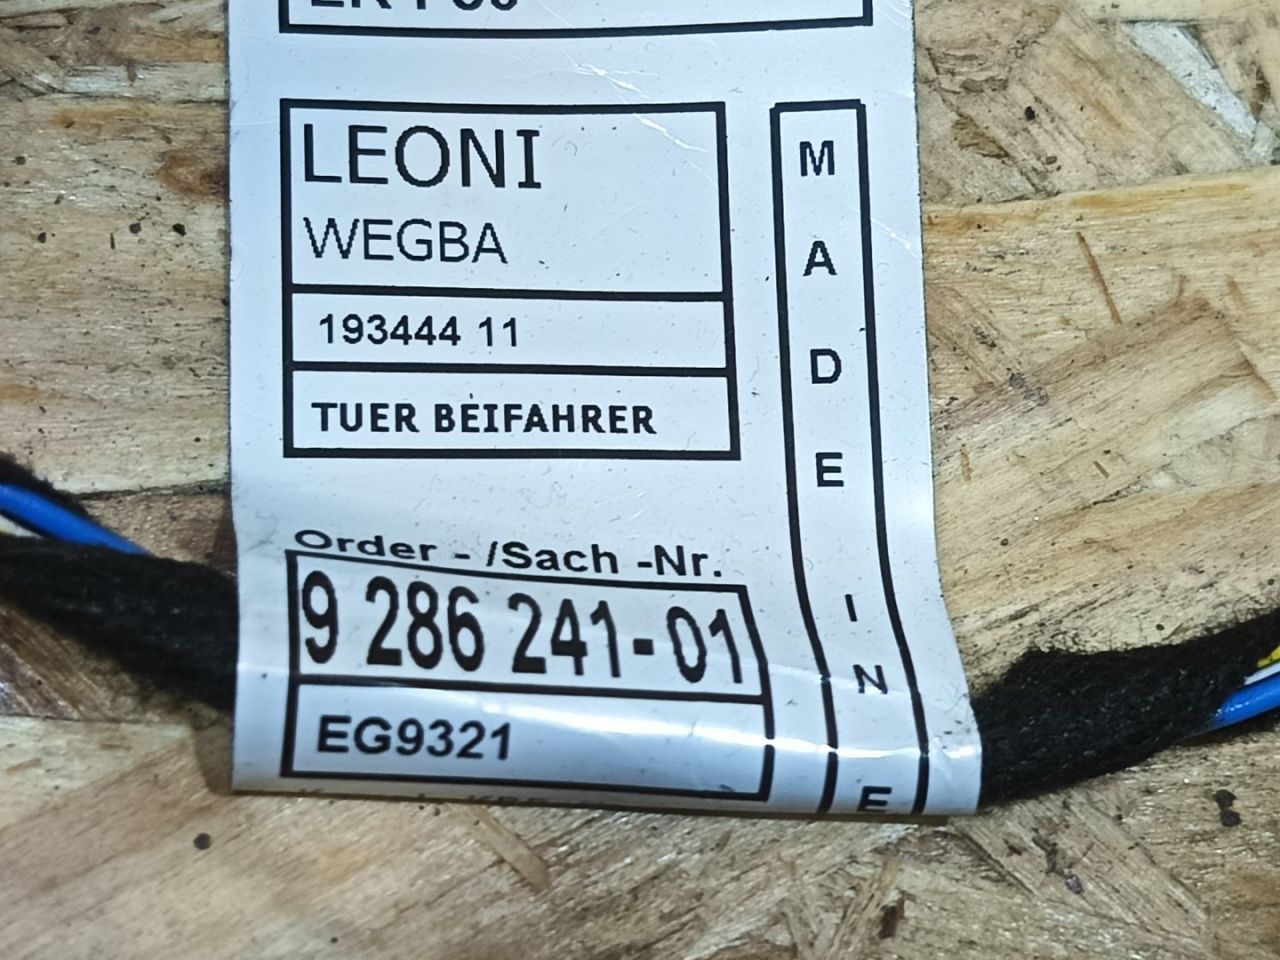 LEONI
WEGBA
193444 11
TUER BEIFAHRER
MADE IN E
Order - /Sach -Nr.
9 286 241-01
EG9321